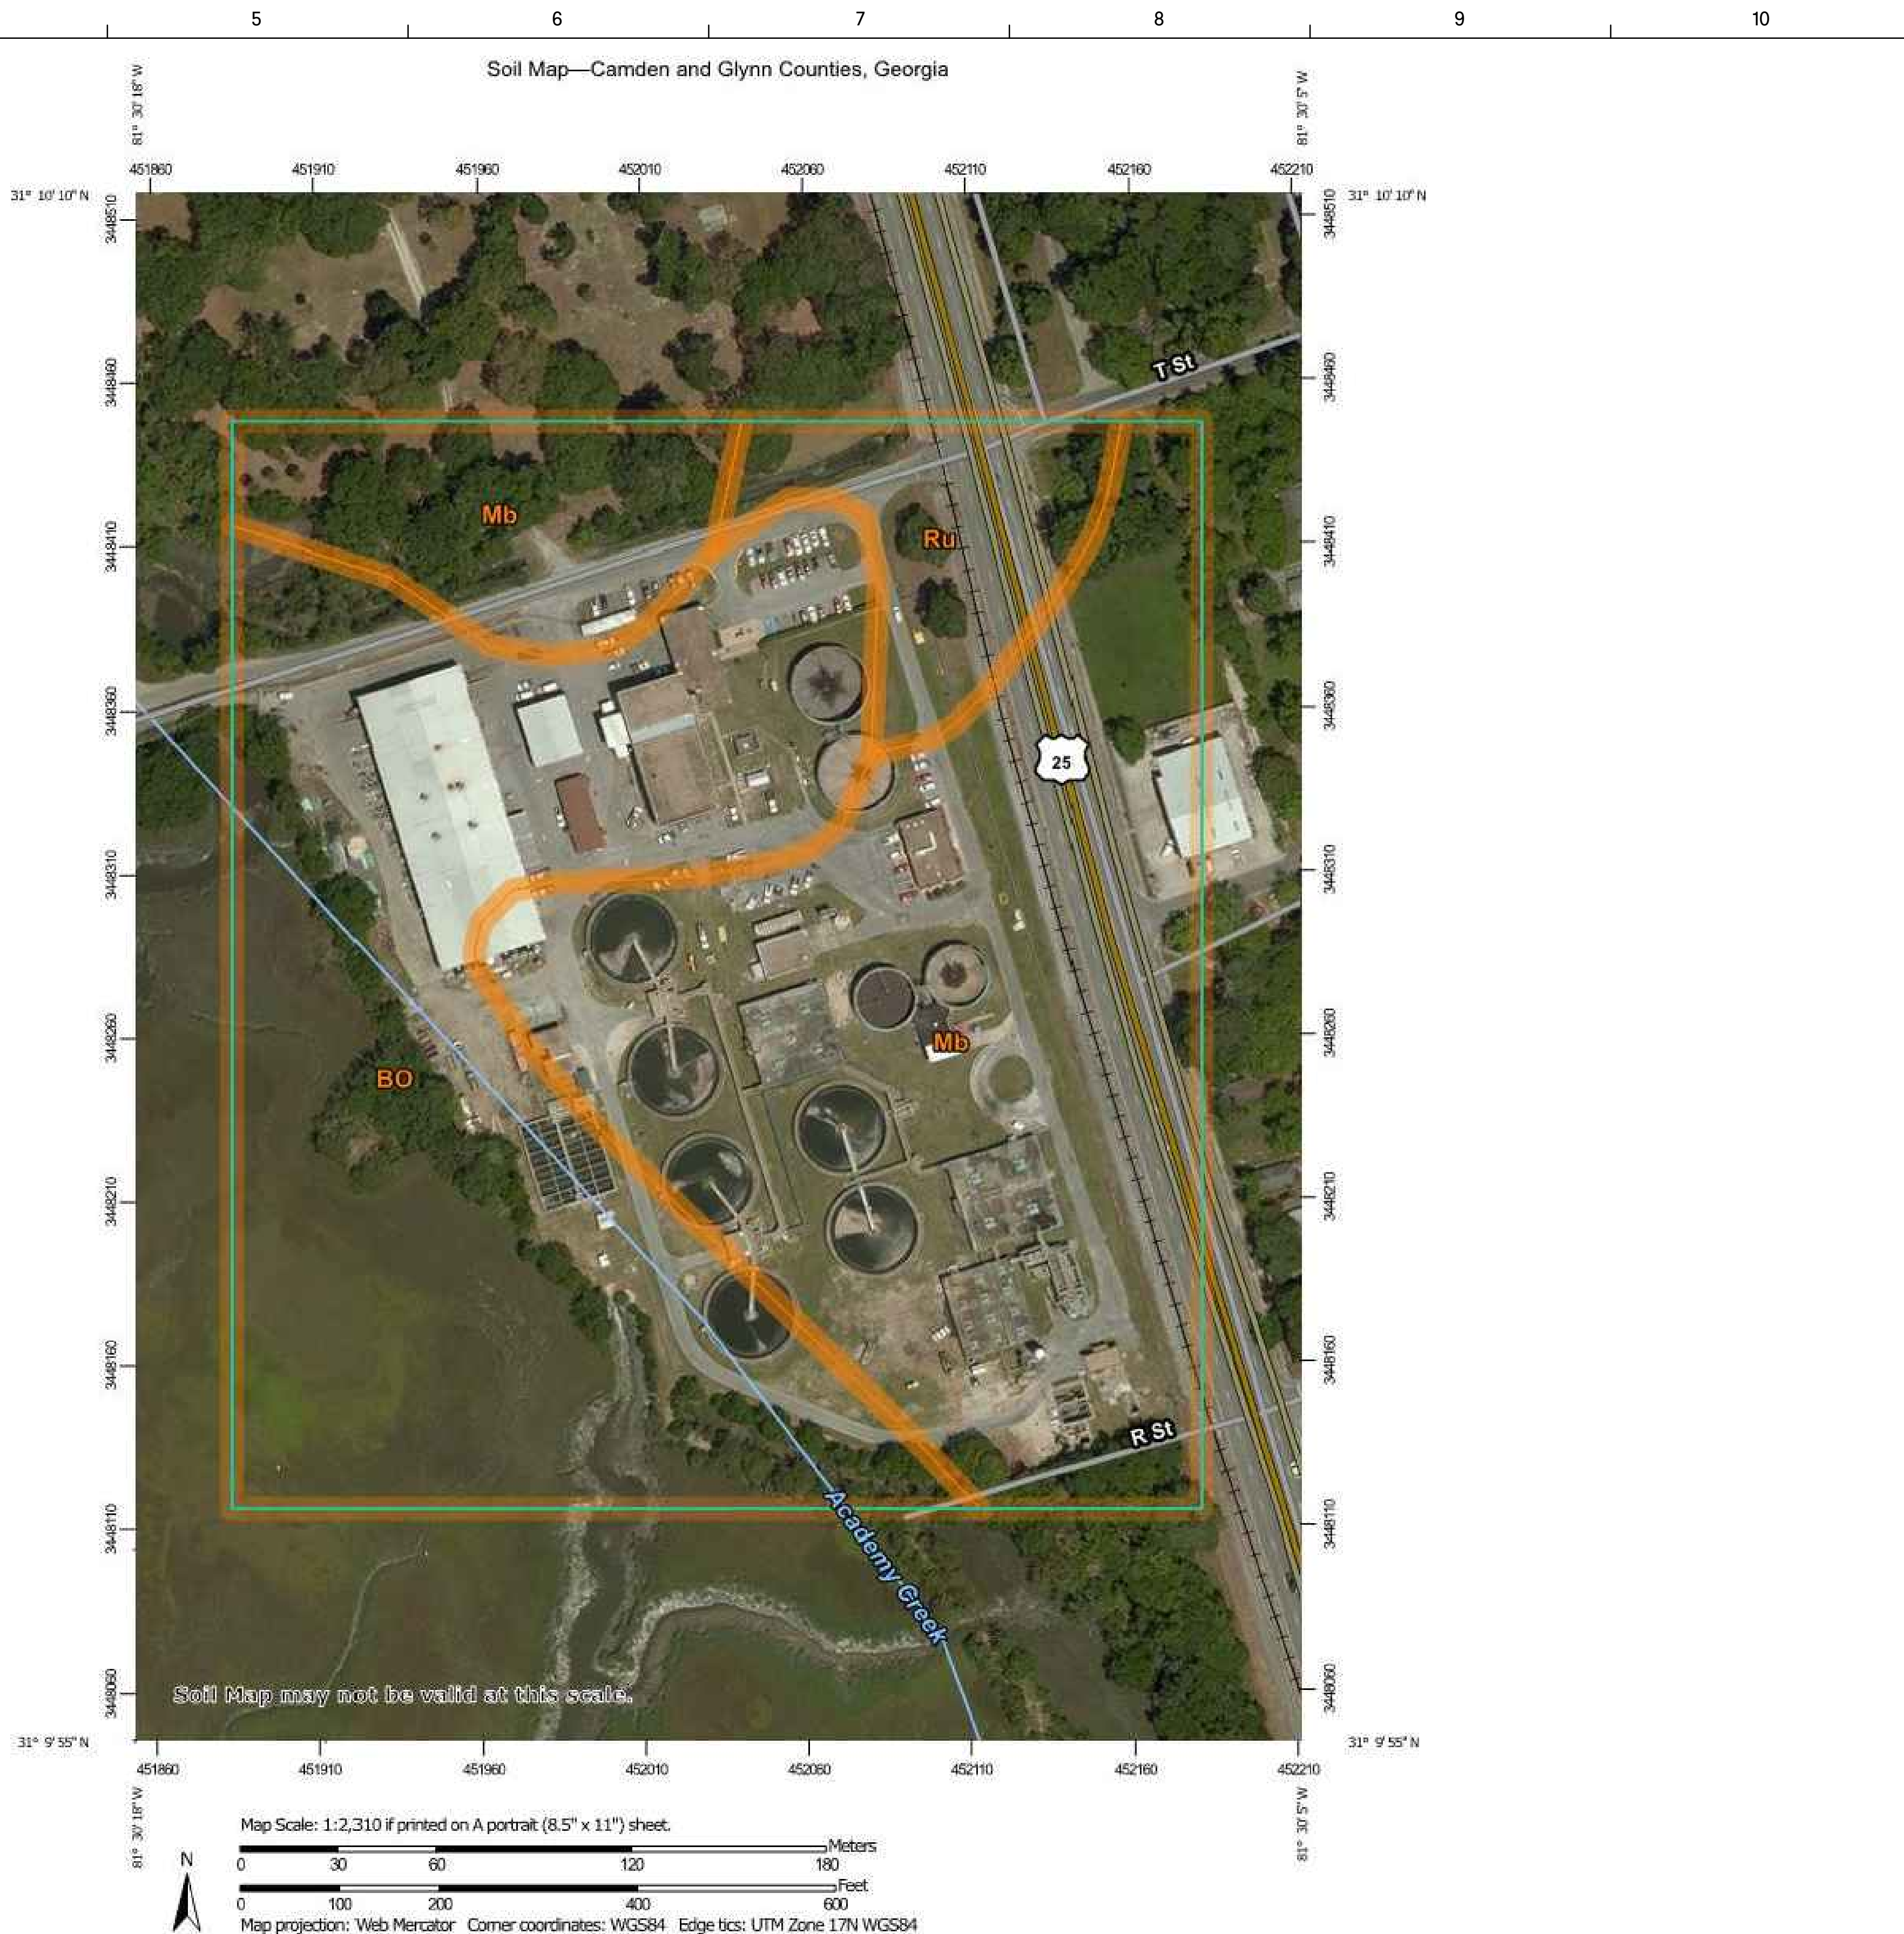 5 6 7 8 9 10
Soil Map—Camden and Glynn Counties, Georgia
81° 30' 18" W
81° 30' 5" W
451860 451910 451960 452010 452060 452110 452160 452210
31° 10' 10" N
31° 10' 10" N
3448510
3448510
3448460
3448460
T St
Mb
Ru
3448410
3448410
3448360
3448360
25
3448310
3448310
3448260
3448260
Mb
BO
3448210
3448210
3448160
3448160
R St
3448110
3448110
Academy Creek
3448060
3448060
Soil Map may not be valid at this scale.
31° 9' 55" N
31° 9' 55" N
451860 451910 451960 452010 452060 452110 452160 452210
81° 30' 18" W
81° 30' 5" W
Map Scale: 1:2,310 if printed on A portrait (8.5" x 11") sheet.
Meters
0 30 60 120 180
Feet
0 100 200 400 600
N
Map projection: Web Mercator Corner coordinates: WGS84 Edge tics: UTM Zone 17N WGS84